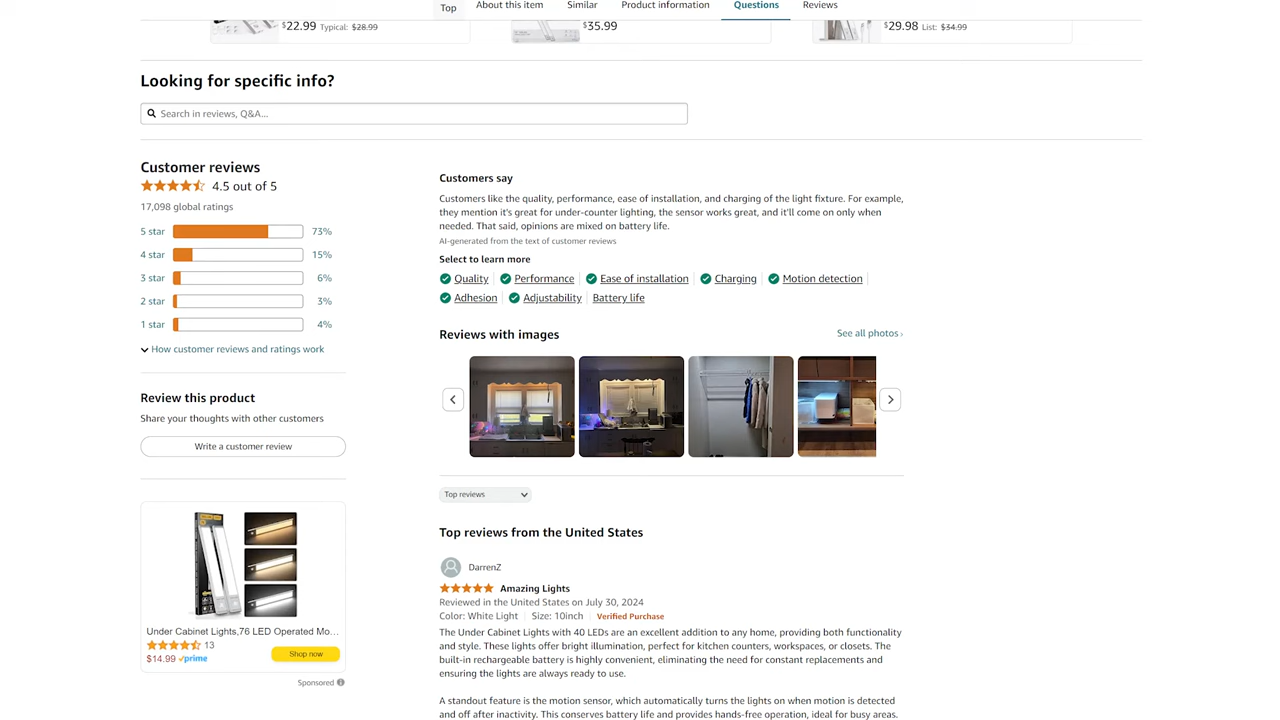 Top
About this item
Similar
Product information
Questions
Reviews
$22.99 Typical: $28.99
$35.99
$29.98 List: $34.99
Looking for specific info?
Search in reviews, Q&A...
Customer reviews
4.5 out of 5
17,098 global ratings
5 star 73%
4 star 15%
3 star 6%
2 star 3%
1 star 4%
How customer reviews and ratings work
Review this product
Share your thoughts with other customers
Write a customer review
Under Cabinet Lights,76 LED Operated Mo...
13
$14.99 prime
Shop now
Sponsored
Customers say
Customers like the quality, performance, ease of installation, and charging of the light fixture. For example,
they mention it's great for under-counter lighting, the sensor works great, and it'll come on only when
needed. That said, opinions are mixed on battery life.
AI-generated from the text of customer reviews
Select to learn more
Quality
Performance
Ease of installation
Charging
Motion detection
Adhesion
Adjustability
Battery life
Reviews with images
See all photos ›
Top reviews
Top reviews from the United States
DarrenZ
Amazing Lights
Reviewed in the United States on July 30, 2024
Color: White Light Size: 10inch Verified Purchase
The Under Cabinet Lights with 40 LEDs are an excellent addition to any home, providing both functionality
and style. These lights offer bright illumination, perfect for kitchen counters, workspaces, or closets. The
built-in rechargeable battery is highly convenient, eliminating the need for constant replacements and
ensuring the lights are always ready to use.
A standout feature is the motion sensor, which automatically turns the lights on when motion is detected
and off after inactivity. This conserves battery life and provides hands-free operation, ideal for busy areas.